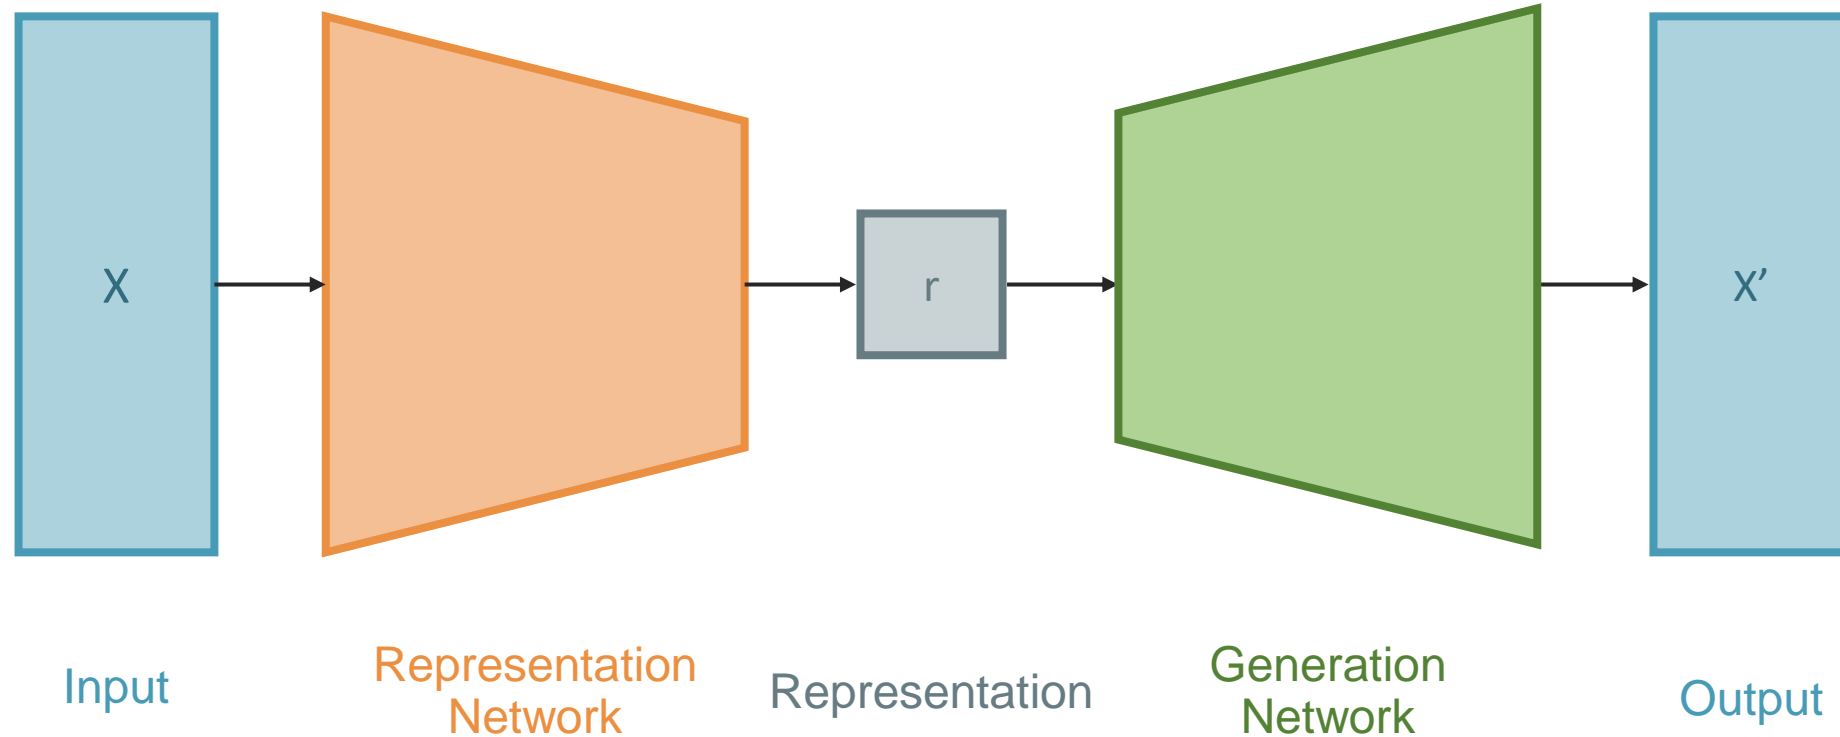 X
r
X’
Input
Representation
Network
Representation
Generation
Network
Output